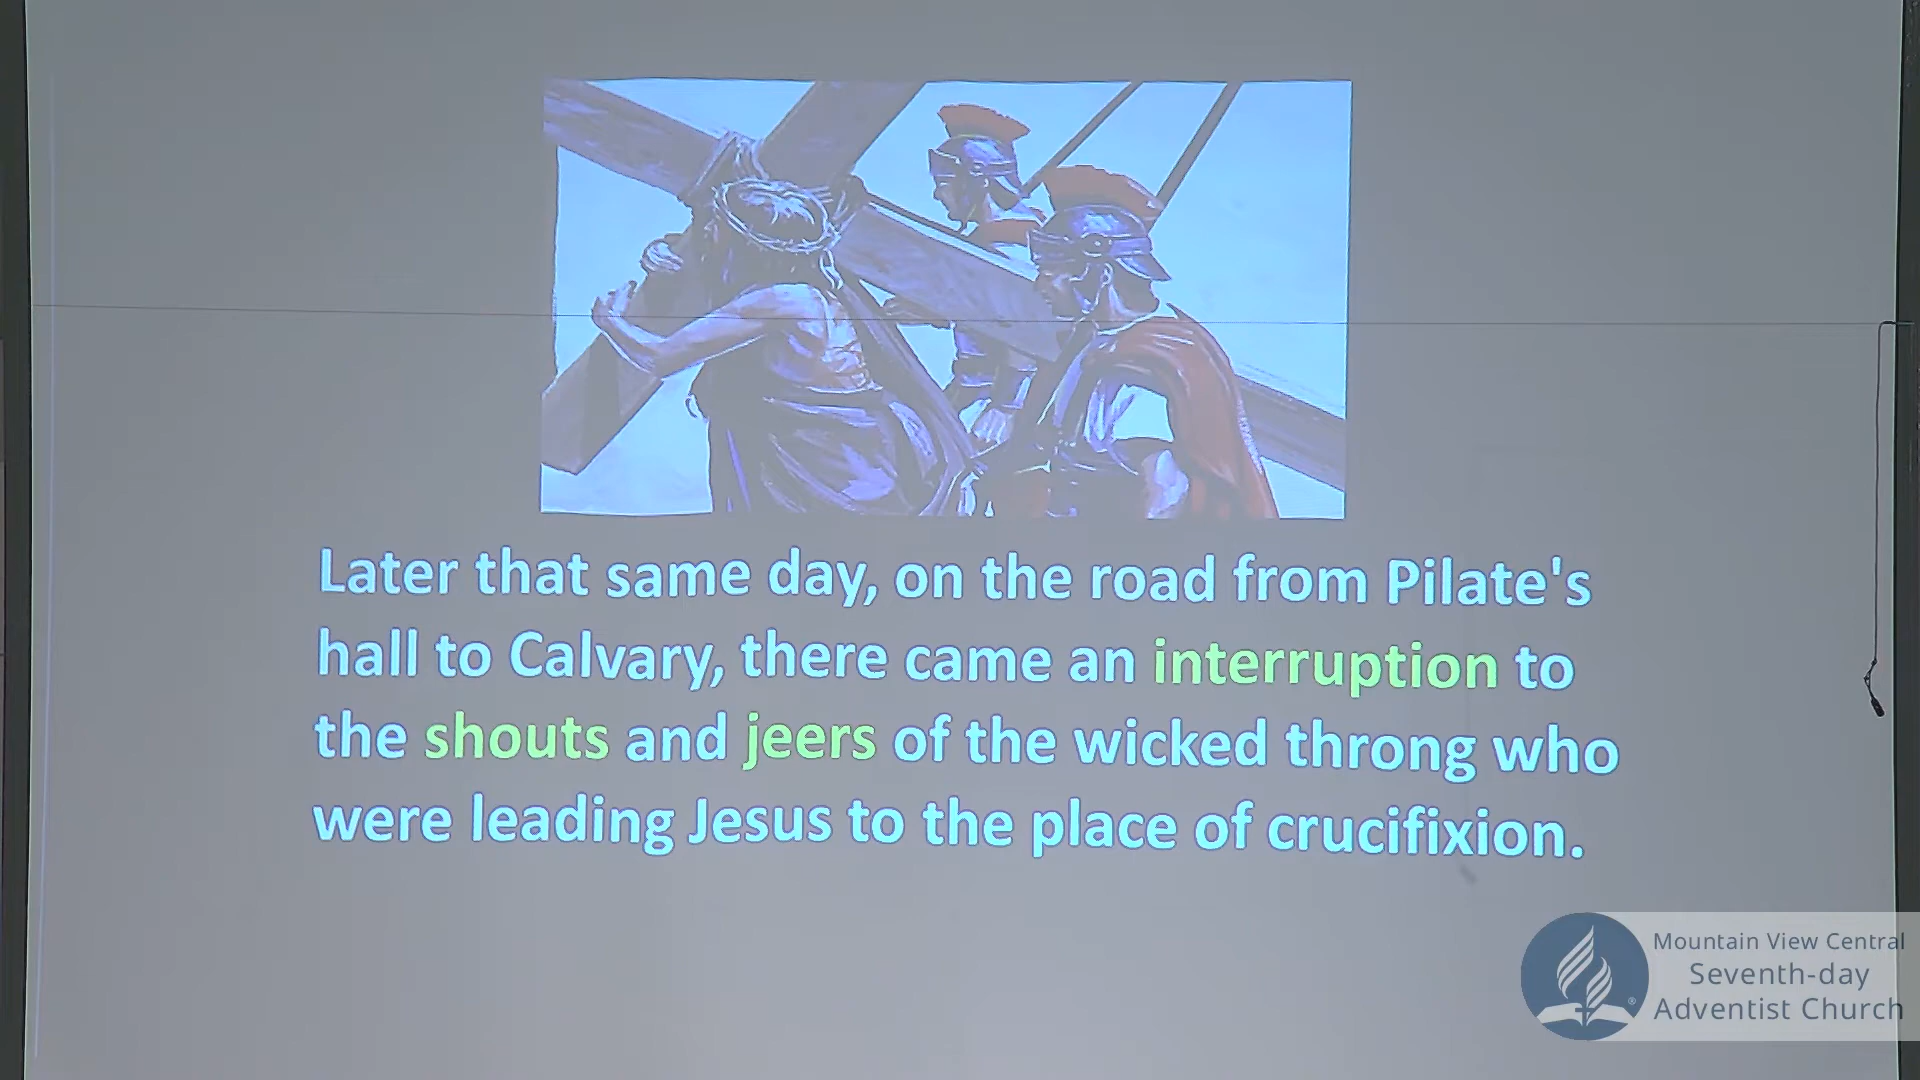 Later that same day, on the road from Pilate's
hall to Calvary, there came an interruption to
the shouts and jeers of the wicked throng who
were leading Jesus to the place of crucifixion.
Mountain View Central
Seventh-day
Adventist Church